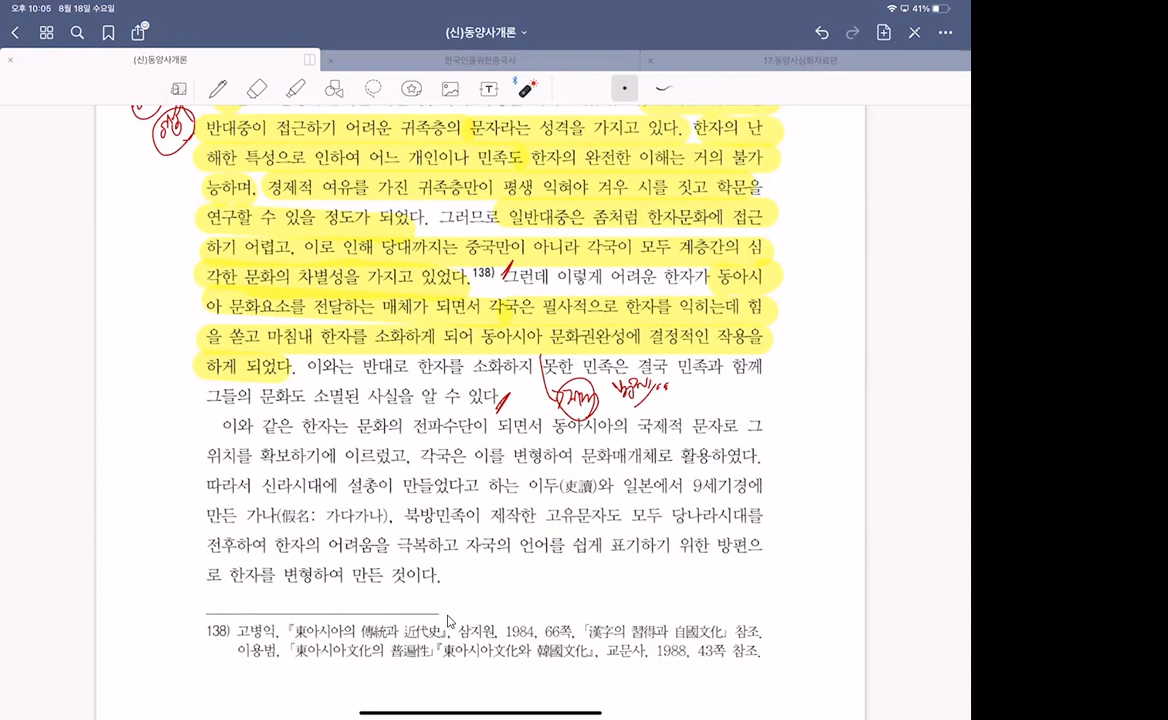 오후 10:05 8월 18일 수요일
41%
(신)동양사개론
(신)동양사개론
한국인을위한중국사
17.동양사심화자료편
반대중이 접근하기 어려운 귀족층의 문자라는 성격을 가지고 있다. 한자의 난
해한 특성으로 인하여 어느 개인이나 민족도 한자의 완전한 이해는 거의 불가
능하며, 경제적 여유를 가진 귀족층만이 평생 익혀야 겨우 시를 짓고 학문을
연구할 수 있을 정도가 되었다. 그러므로 일반대중은 좀처럼 한자문화에 접근
하기 어렵고, 이로 인해 당대까지는 중국만이 아니라 각국이 모두 계층간의 심
각한 문화의 차별성을 가지고 있었다.138) 그런데 이렇게 어려운 한자가 동아시
아 문화요소를 전달하는 매체가 되면서 각국은 필사적으로 한자를 익히는데 힘
을 쏟고 마침내 한자를 소화하게 되어 동아시아 문화권완성에 결정적인 작용을
하게 되었다. 이와는 반대로 한자를 소화하지 못한 민족은 결국 민족과 함께
그들의 문화도 소멸된 사실을 알 수 있다.
이와 같은 한자는 문화의 전파수단이 되면서 동아시아의 국제적 문자로 그
위치를 확보하기에 이르렀고, 각국은 이를 변형하여 문화매개체로 활용하였다.
따라서 신라시대에 설총이 만들었다고 하는 이두(吏讀)와 일본에서 9세기경에
만든 가나(假名: 가다가나), 북방민족이 제작한 고유문자도 모두 당나라시대를
전후하여 한자의 어려움을 극복하고 자국의 언어를 쉽게 표기하기 위한 방편으
로 한자를 변형하여 만든 것이다.
138) 고병익, 『東아시아의 傳統과 近代史』, 삼지원, 1984, 66쪽, 「漢字의 習得과 自國文化」 참조.
이용범, 「東아시아文化의 普遍性」『東아시아文化와 韓國文化』, 교문사, 1988, 43쪽 참조.